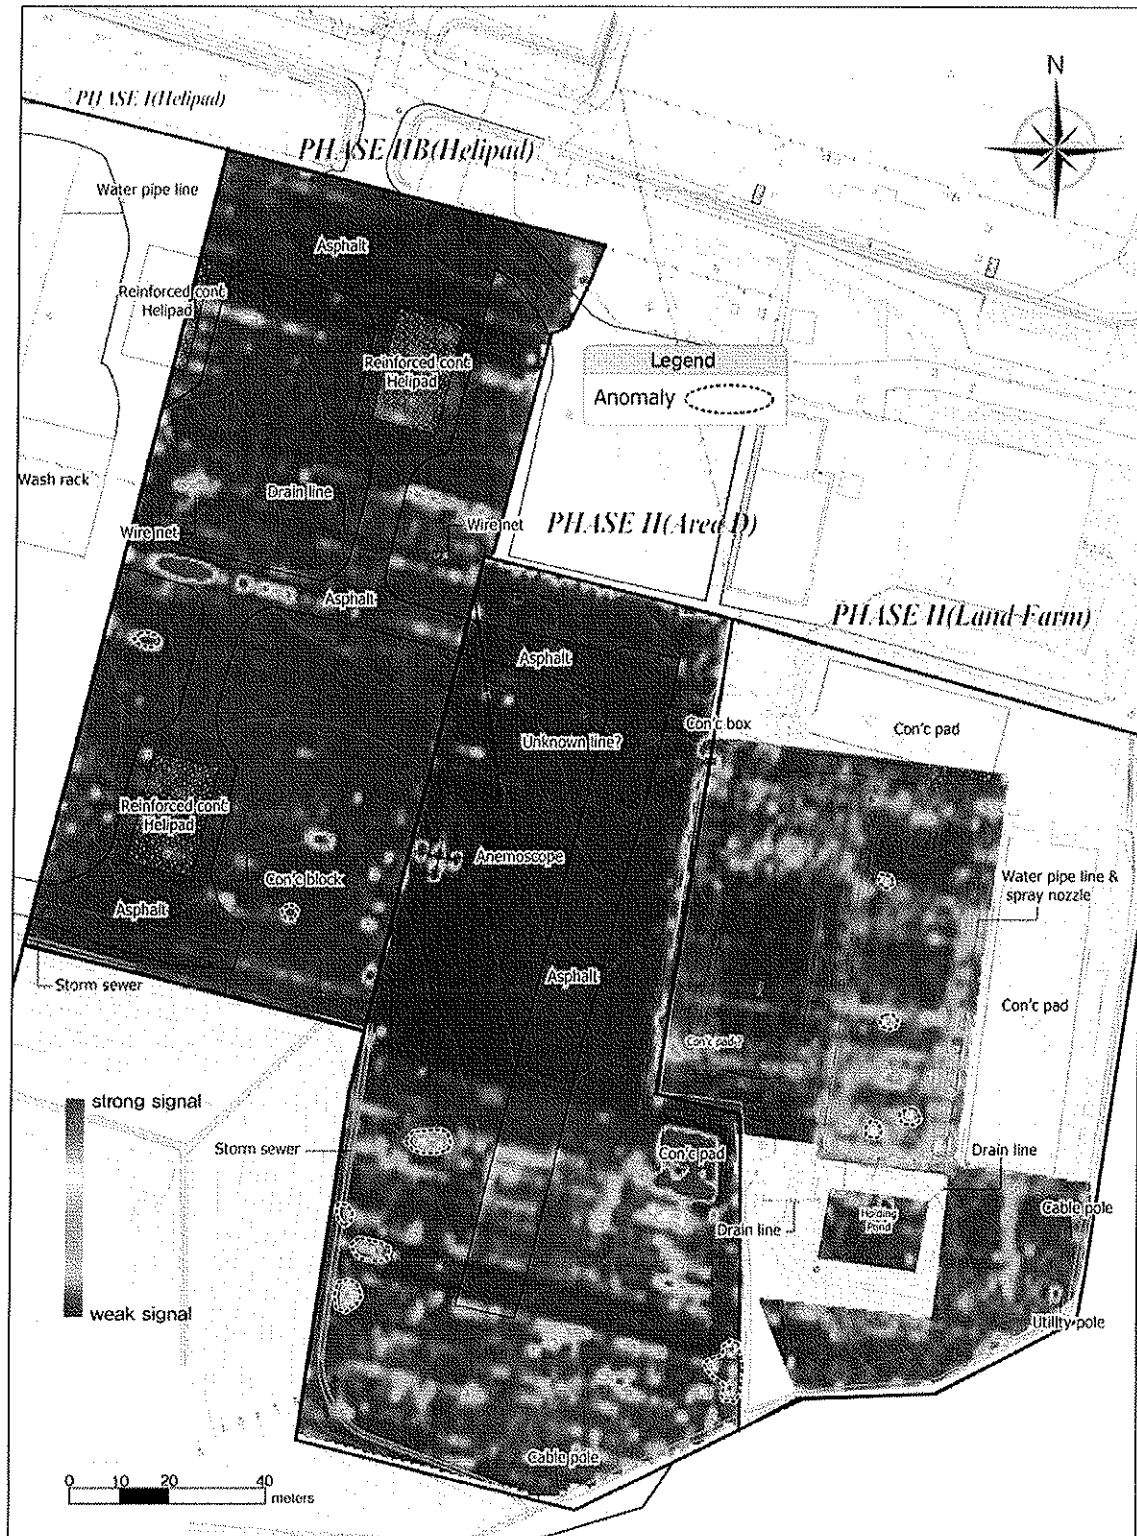 N
PHASE I(Helipad)
PHASE IIB(Helipad)
Water pipe line
Asphalt
Reinforced cont
Helipad
Reinforced cont
Helipad
Legend
Anomaly
Wash rack
Drain line
Wire net
Wire net
PHASE II(Area D)
Asphalt
PHASE II(Land Farm)
Asphalt
Con'c box
Con'c pad
Unknown line?
Reinforced cont
Helipad
Anemoscope
Con'c block
Water pipe line &
spray nozzle
Asphalt
Asphalt
Storm sewer
Con'c pad
Con'c pad?
strong signal
Storm sewer
Con'c pad
Drain line
Cable pole
Holding
Pond
Drain line
weak signal
Utility pole
Cable pole
0 10 20 40
meters